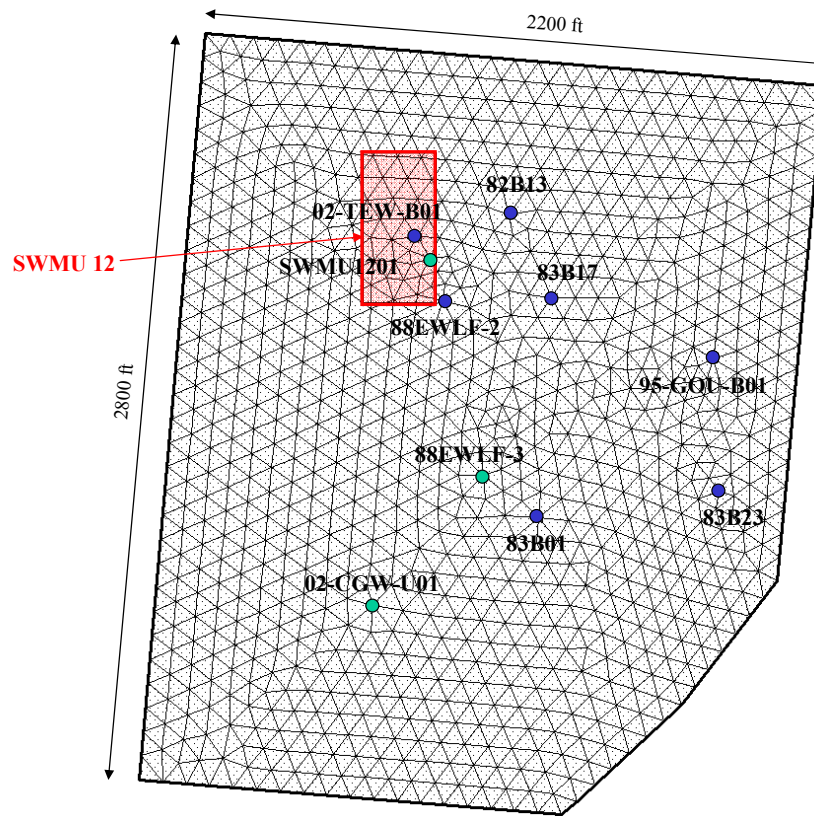 2200 ft
82B13
02-TEW-B01
SWMU 12
SWMU1201
83B17
88EWLF-2
2800 ft
95-GOU-B01
88EWLF-3
83B23
83B01
02-CGW-U01